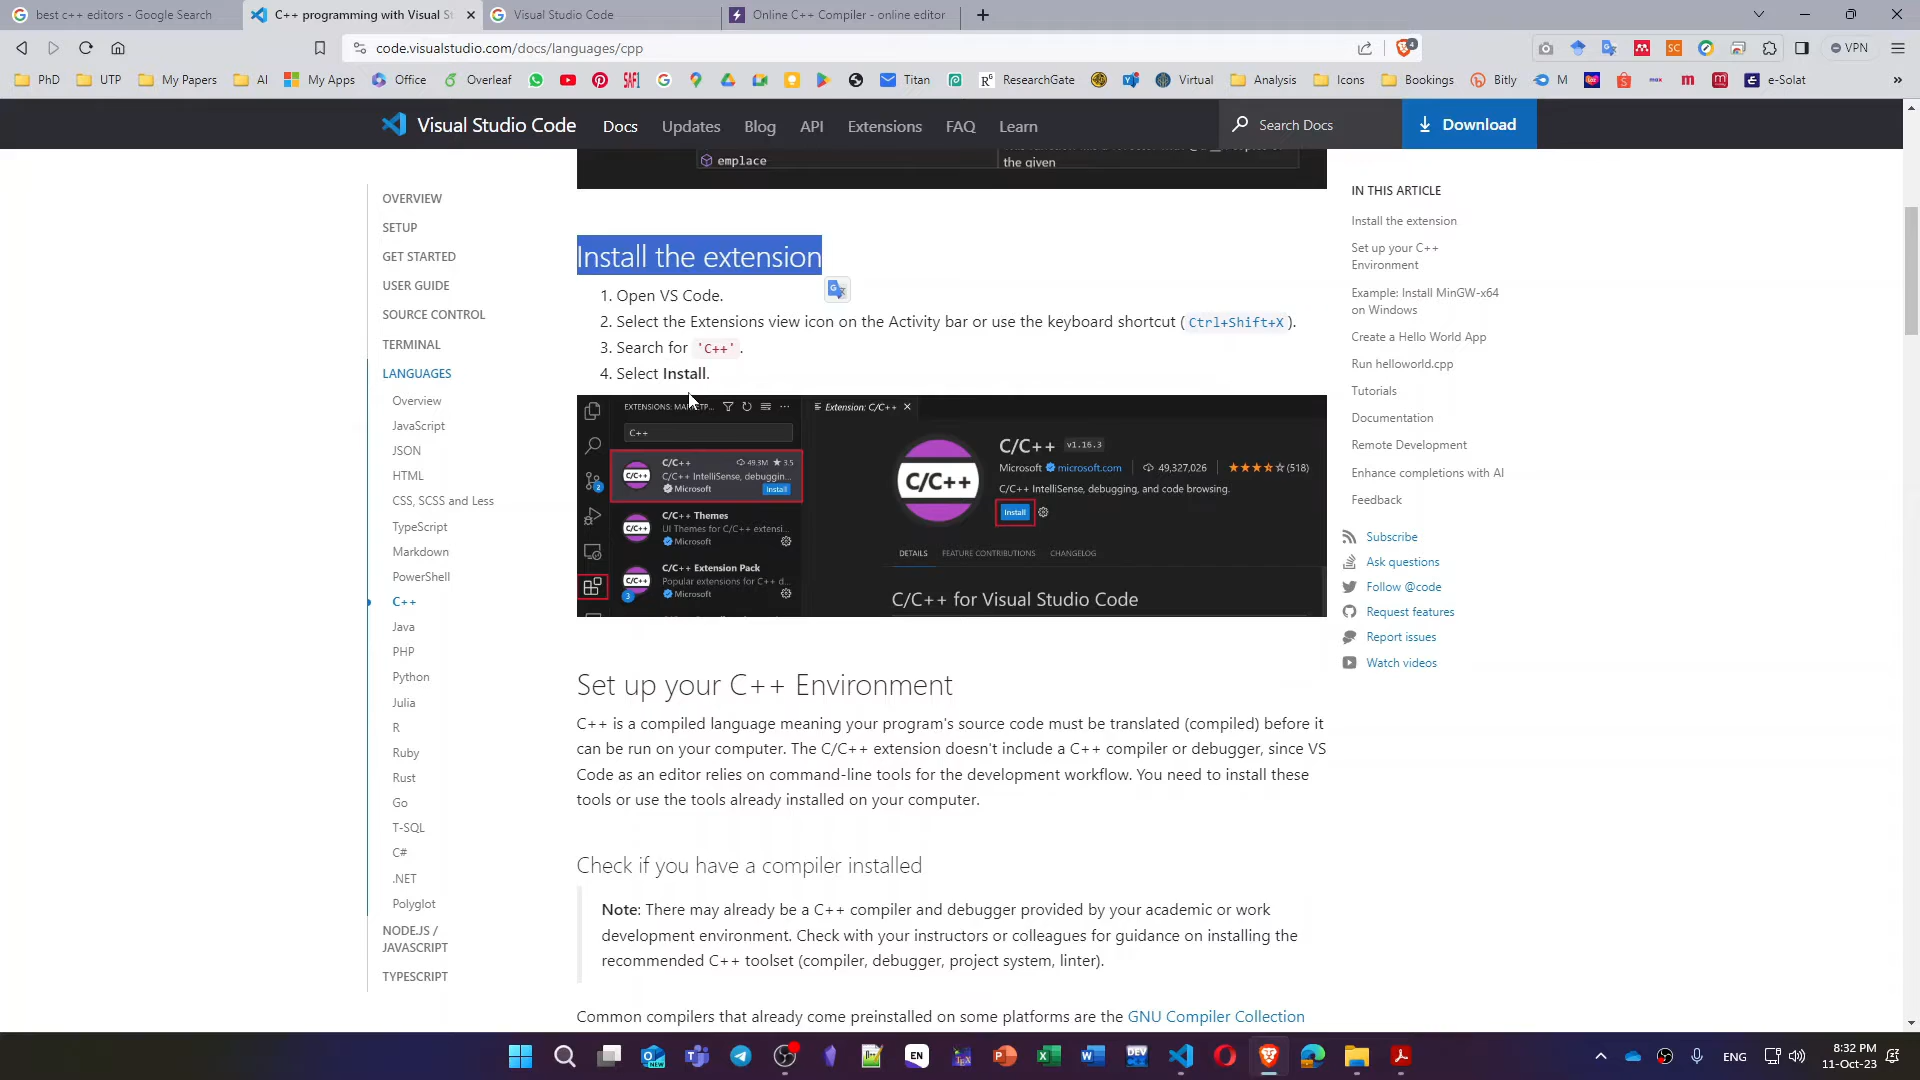 best c++ editors - Google Search
C++ programming with Visual St
Visual Studio Code
Online C++ Compiler - online editor
code.visualstudio.com/docs/languages/cpp
4
VPN
PhD
UTP
My Papers
AI
My Apps
Office
Overleaf
Titan
ResearchGate
Virtual
Analysis
Icons
Bookings
Bitly
M
e-Solat
Visual Studio Code
Docs
Updates
Blog
API
Extensions
FAQ
Learn
Search Docs
Download
OVERVIEW
SETUP
GET STARTED
USER GUIDE
SOURCE CONTROL
TERMINAL
LANGUAGES
Overview
JavaScript
JSON
HTML
CSS, SCSS and Less
TypeScript
Markdown
PowerShell
C++
Java
PHP
Python
Julia
R
Ruby
Rust
Go
T-SQL
C#
.NET
Polyglot
NODE.JS /
JAVASCRIPT
TYPESCRIPT
emplace
the given
Install the extension
1. Open VS Code.
2. Select the Extensions view icon on the Activity bar or use the keyboard shortcut (Ctrl+Shift+X).
3. Search for 'C++'.
4. Select Install.
C++
C/C++ 49.3M ★ 3.5
C/C++ IntelliSense, debuggin...
Microsoft
Install
C/C++ Themes
UI Themes for C/C++ extensi...
Microsoft
C/C++ Extension Pack
Popular extensions for C++ d...
Microsoft
3
2
Extension: C/C++
C/C++
C/C++ v1.16.3
Microsoft microsoft.com 49,327,026 (518)
C/C++ IntelliSense, debugging, and code browsing.
Install
DETAILS FEATURE CONTRIBUTIONS CHANGELOG
C/C++ for Visual Studio Code
Set up your C++ Environment
C++ is a compiled language meaning your program's source code must be translated (compiled) before it
can be run on your computer. The C/C++ extension doesn't include a C++ compiler or debugger, since VS
Code as an editor relies on command-line tools for the development workflow. You need to install these
tools or use the tools already installed on your computer.
Check if you have a compiler installed
Note: There may already be a C++ compiler and debugger provided by your academic or work
development environment. Check with your instructors or colleagues for guidance on installing the
recommended C++ toolset (compiler, debugger, project system, linter).
Common compilers that already come preinstalled on some platforms are the GNU Compiler Collection
IN THIS ARTICLE
Install the extension
Set up your C++
Environment
Example: Install MinGW-x64
on Windows
Create a Hello World App
Run helloworld.cpp
Tutorials
Documentation
Remote Development
Enhance completions with AI
Feedback
Subscribe
Ask questions
Follow @code
Request features
Report issues
Watch videos
ENG
8:32 PM
11-Oct-23